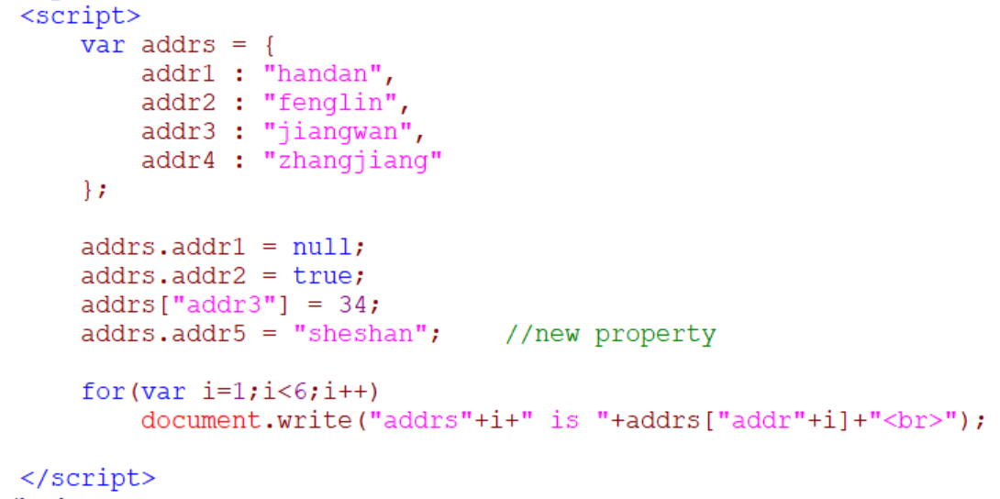 <script>
var addrs = {
addr1 : "handan",
addr2 : "fenglin",
addr3 : "jiangwan",
addr4 : "zhangjiang"
};
addrs.addr1 = null;
addrs.addr2 = true;
addrs["addr3"] = 34;
addrs.addr5 = "sheshan"; //new property
for(var i=1;i<6;i++)
document.write("addrs"+i+" is "+addrs["addr"+i]+"<br>");
</script>